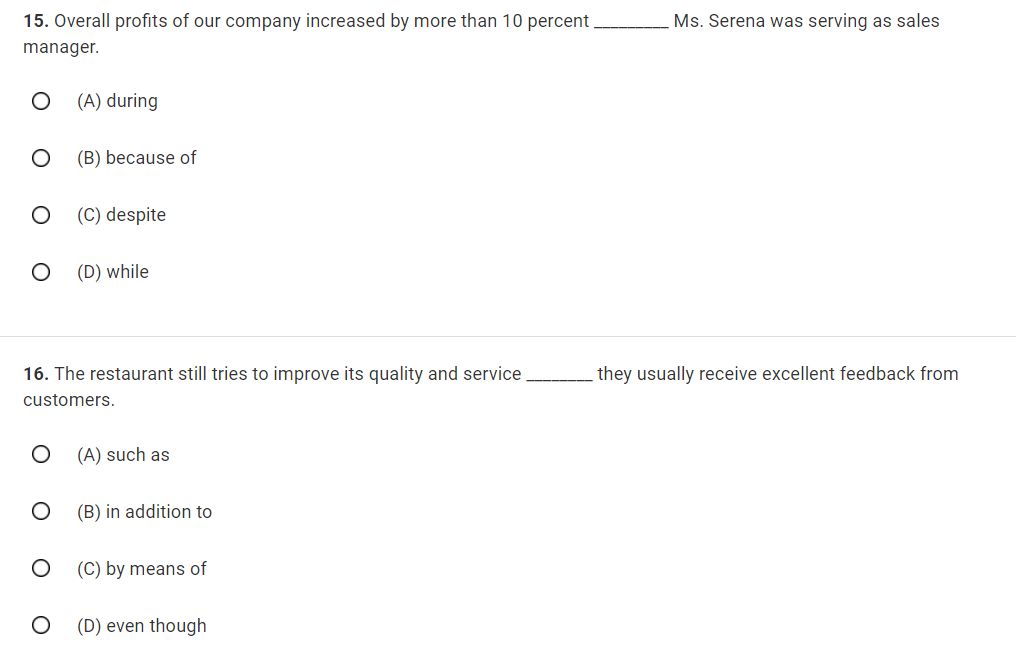 15. Overall profits of our company increased by more than 10 percent _________ Ms. Serena was serving as sales
manager.
(A) during
(B) because of
(C) despite
(D) while
16. The restaurant still tries to improve its quality and service ________ they usually receive excellent feedback from
customers.
(A) such as
(B) in addition to
(C) by means of
(D) even though